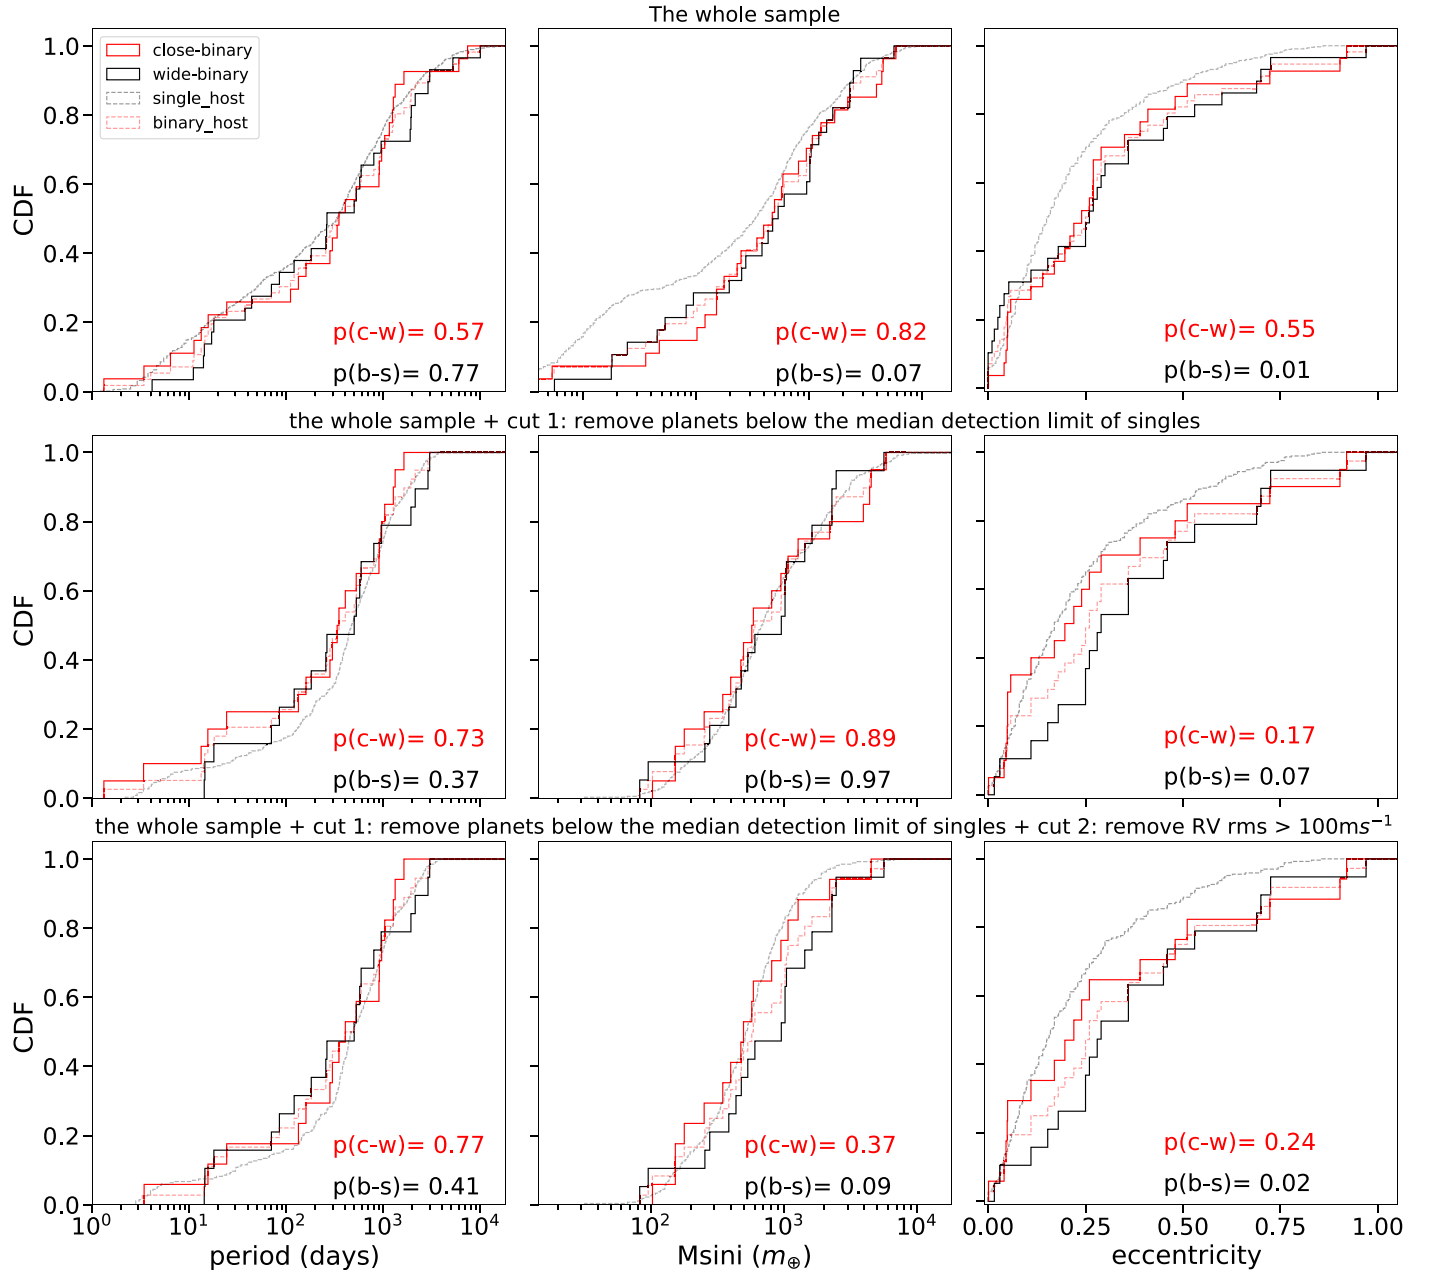 The whole sample
1.0
0.8
0.6
0.4
0.2
0.0
CDF
close-binary
wide-binary
single_host
binary_host
p(c-w)= 0.57
p(b-s)= 0.77
p(c-w)= 0.82
p(b-s)= 0.07
p(c-w)= 0.55
p(b-s)= 0.01
the whole sample + cut 1: remove planets below the median detection limit of singles
1.0
0.8
0.6
0.4
0.2
0.0
CDF
p(c-w)= 0.73
p(b-s)= 0.37
p(c-w)= 0.89
p(b-s)= 0.97
p(c-w)= 0.17
p(b-s)= 0.07
the whole sample + cut 1: remove planets below the median detection limit of singles + cut 2: remove RV rms > 100ms⁻¹
1.0
0.8
0.6
0.4
0.2
0.0
CDF
p(c-w)= 0.77
p(b-s)= 0.41
p(c-w)= 0.37
p(b-s)= 0.09
p(c-w)= 0.24
p(b-s)= 0.02
10⁰ 10¹ 10² 10³ 10⁴
period (days)
10² 10³ 10⁴
Msini (m⊕)
0.00 0.25 0.50 0.75 1.00
eccentricity